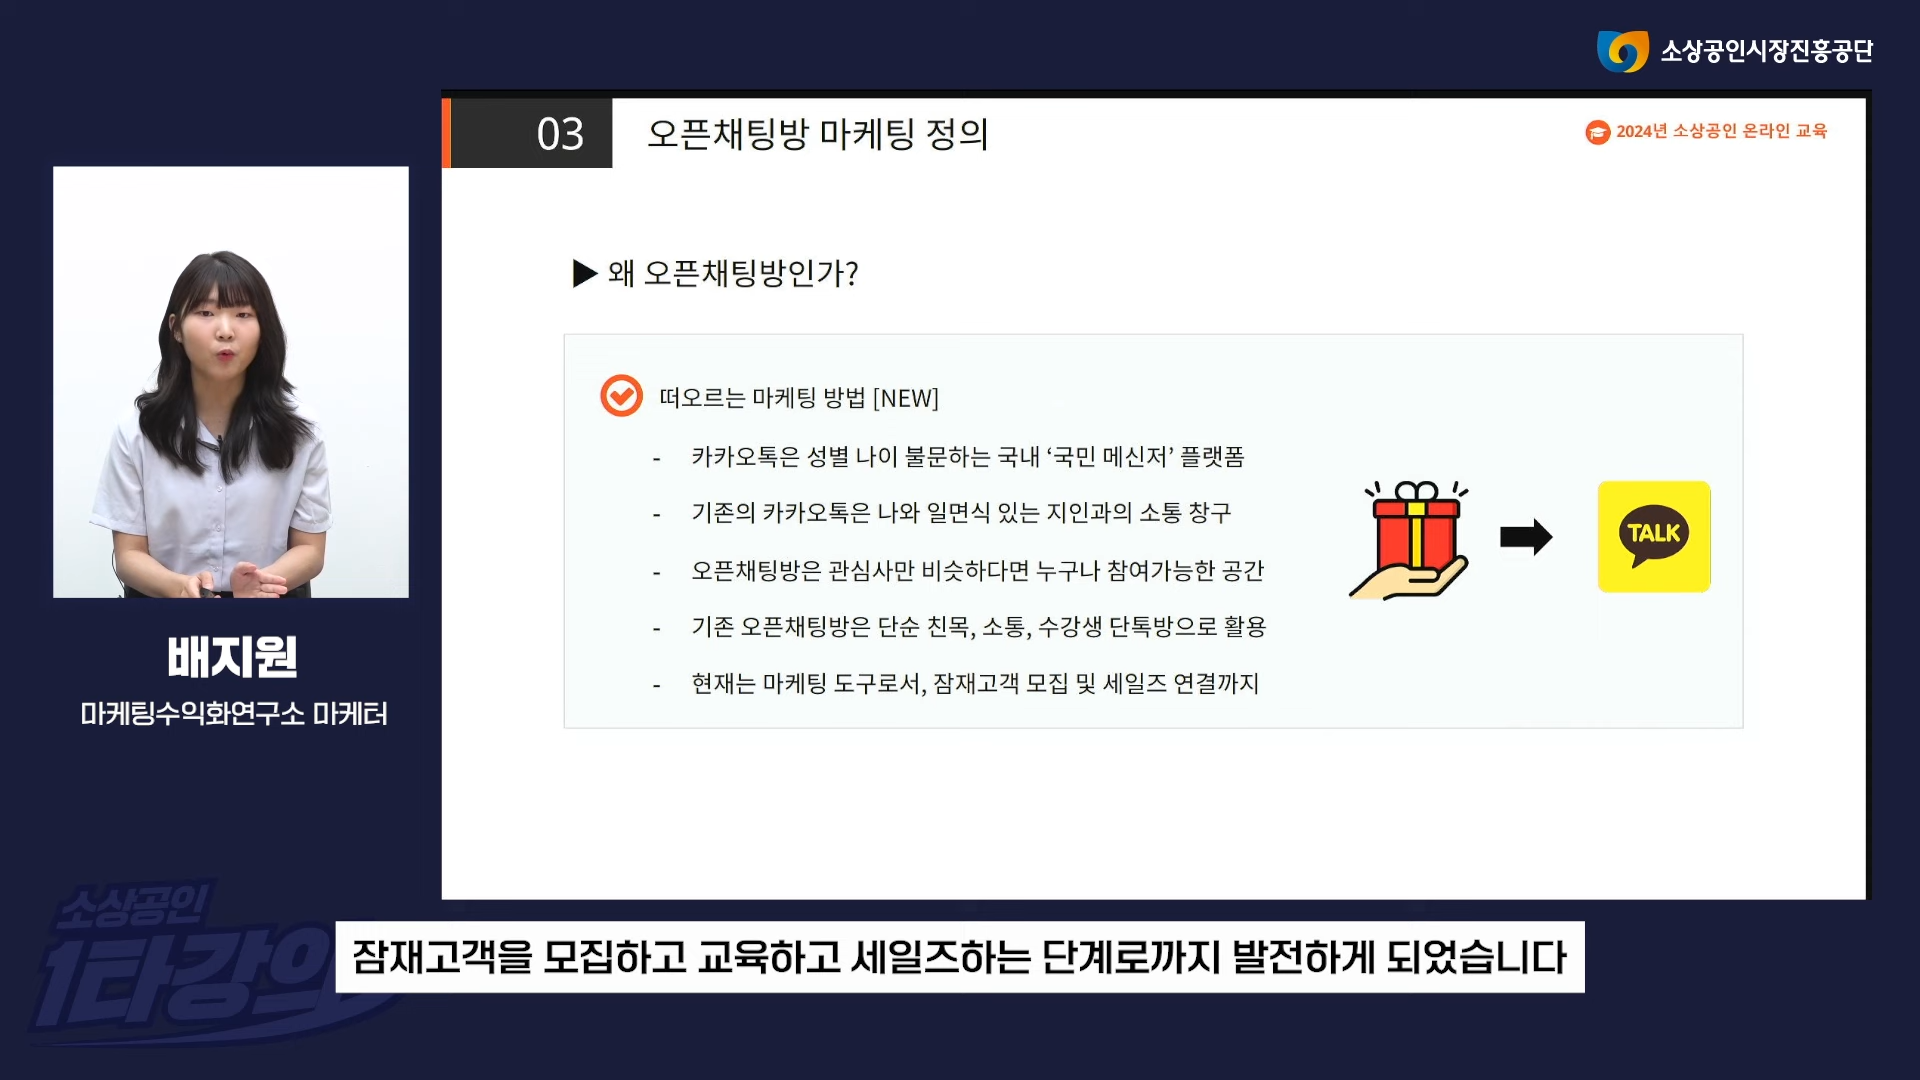 소상공인시장진흥공단
03 오픈채팅방 마케팅 정의
2024년 소상공인 온라인 교육
▶ 왜 오픈채팅방인가?
떠오르는 마케팅 방법 [NEW]
- 카카오톡은 성별 나이 불문하는 국내 ‘국민 메신저’ 플랫폼
- 기존의 카카오톡은 나와 일면식 있는 지인과의 소통 창구
- 오픈채팅방은 관심사만 비슷하다면 누구나 참여가능한 공간
- 기존 오픈채팅방은 단순 친목, 소통, 수강생 단톡방으로 활용
- 현재는 마케팅 도구로서, 잠재고객 모집 및 세일즈 연결까지
TALK
배지원
마케팅수익화연구소 마케터
소상공인
1타강의
잠재고객을 모집하고 교육하고 세일즈하는 단계로까지 발전하게 되었습니다